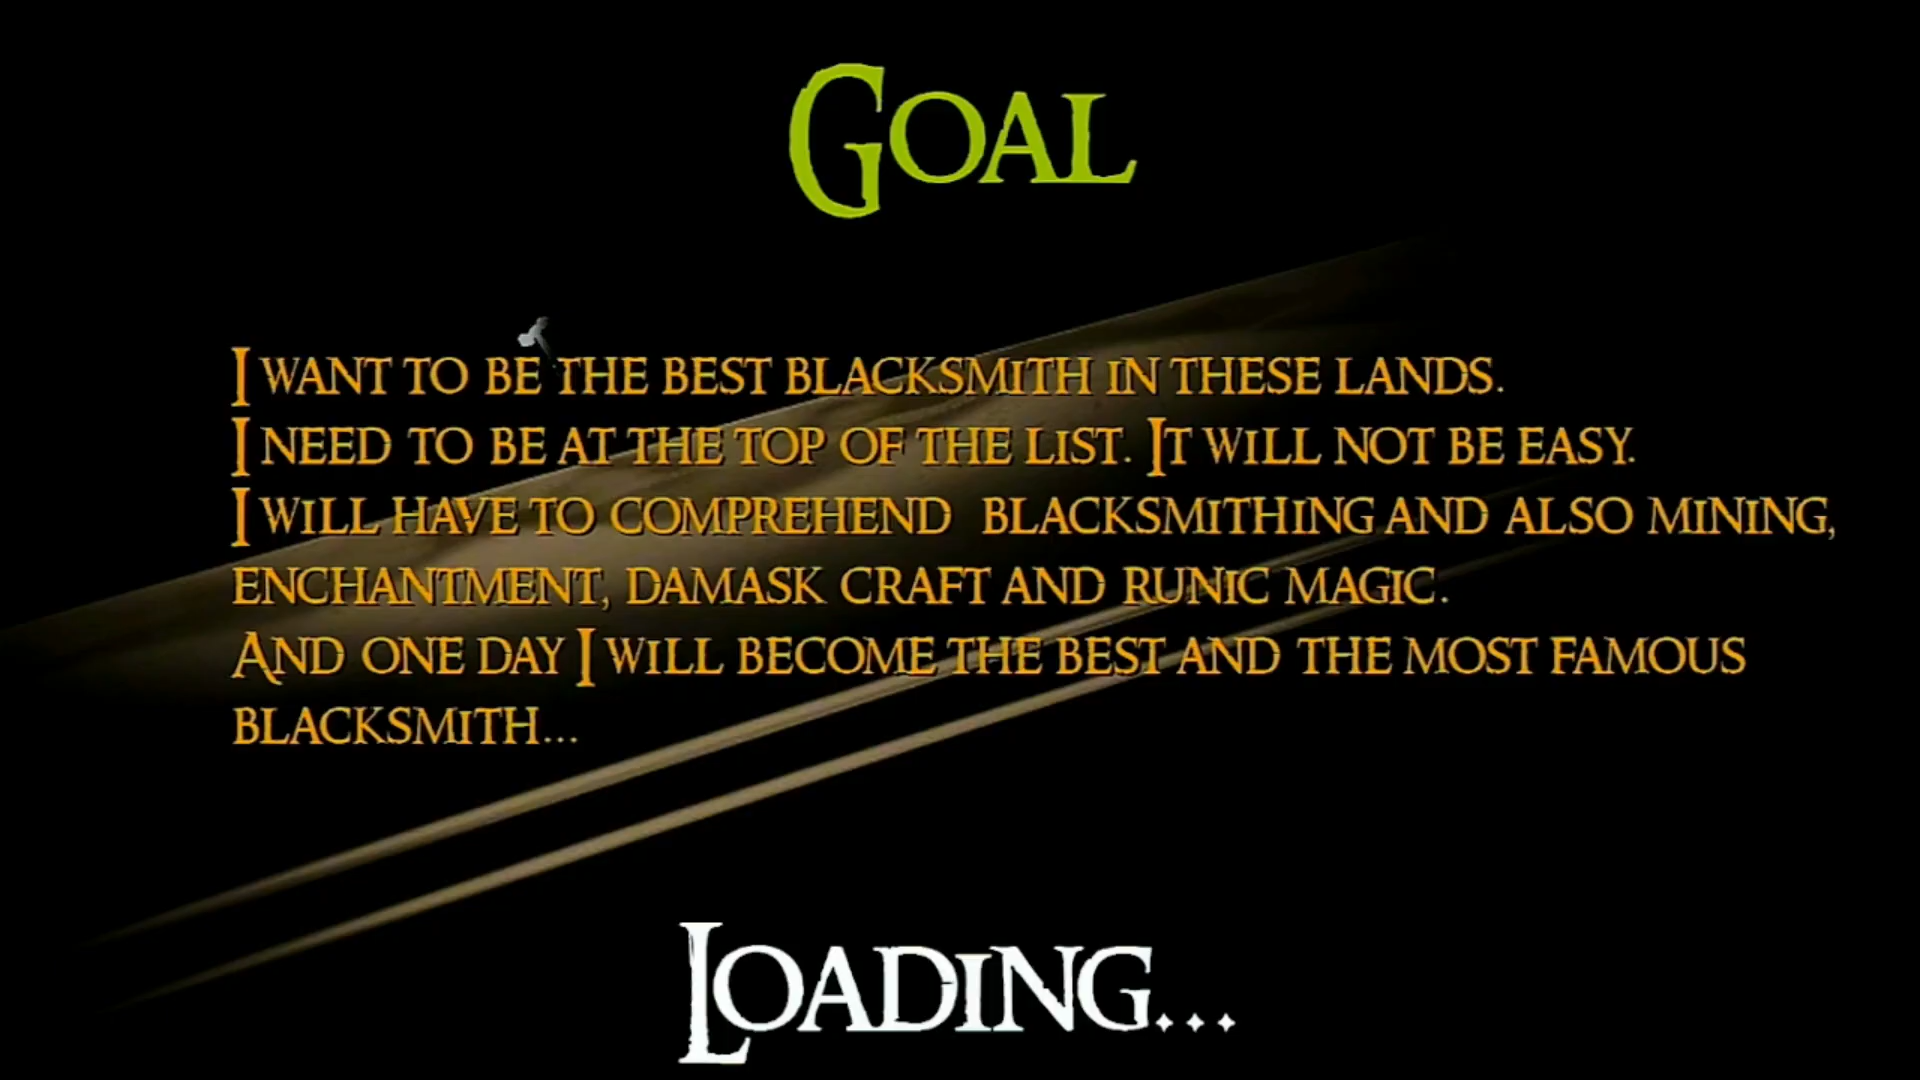 Goal
I want to be the best blacksmith in these lands.
I need to be at the top of the list. It will not be easy.
I will have to comprehend  blacksmithing and also mining,
enchantment, damask craft and runic magic.
And one day I will become the best and the most famous
blacksmith...
Loading...